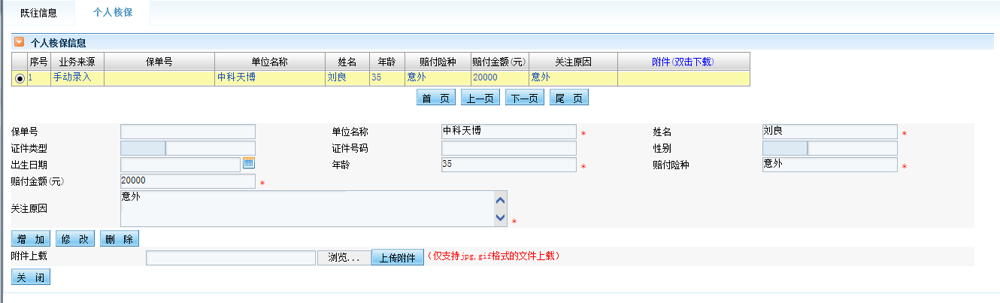 既往信息 个人核保
个人核保信息
序号 业务来源 保单号 单位名称 姓名 年龄 赔付险种 赔付金额(元) 关注原因 附件(双击下载)
1 手动录入 中科天博 刘良 35 意外 20000 意外
首 页 上一页 下一页 尾 页
保单号 单位名称 中科天博 * 姓名 刘良 *
证件类型 证件号码 性别
出生日期 年龄 35 * 赔付险种 意外 *
赔付金额(元) 20000 *
关注原因 意外 *
增 加 修 改 删 除
附件上载 浏览... 上传附件 (仅支持jpg,gif格式的文件上载)
关 闭